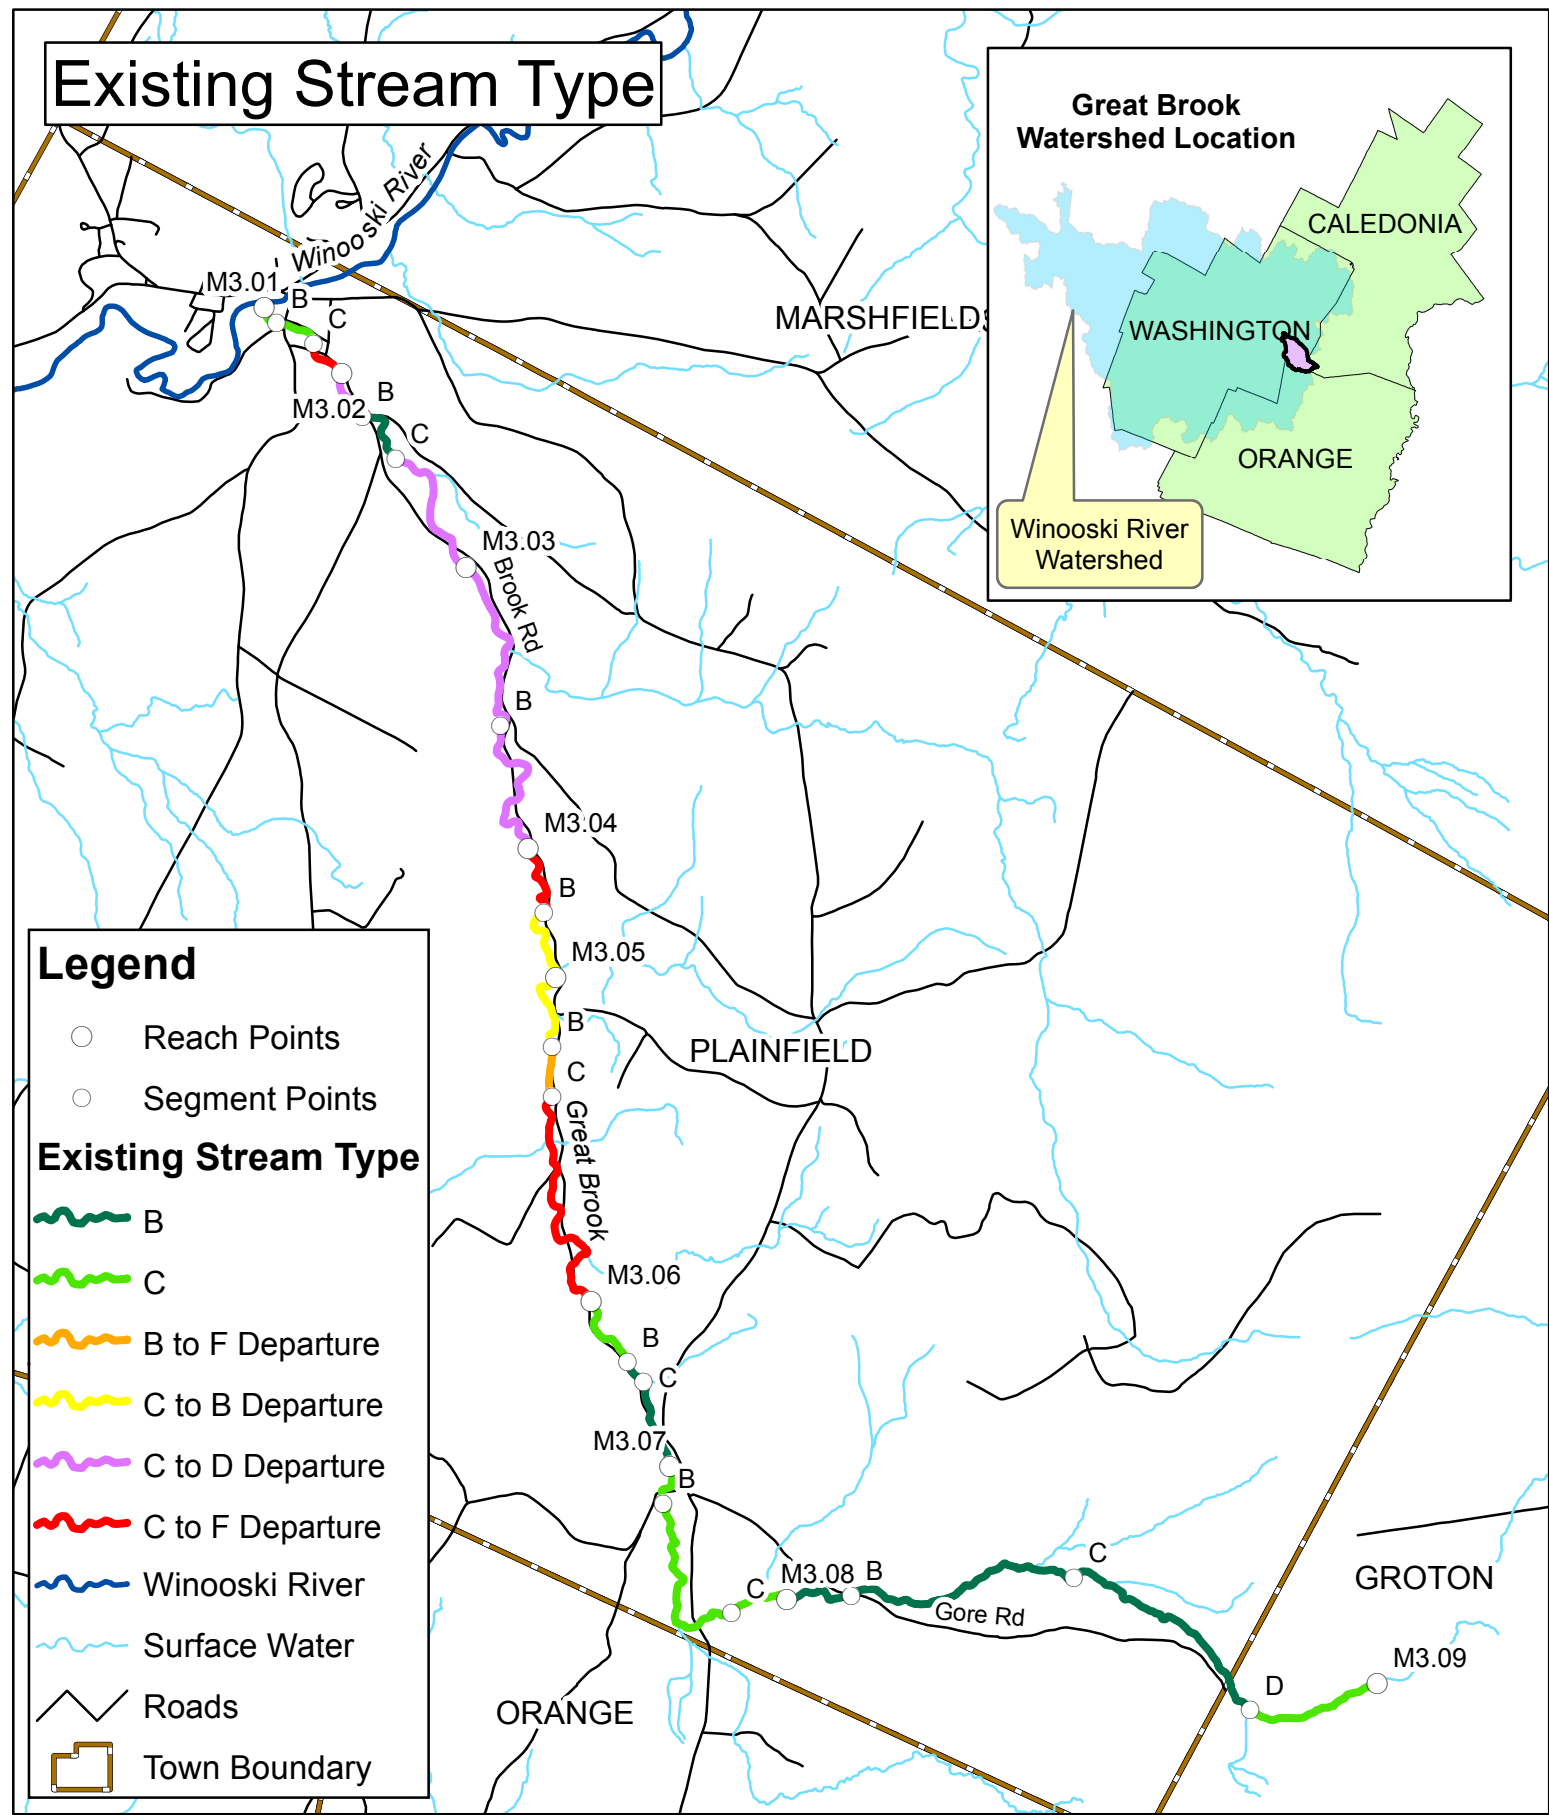 Existing Stream Type
Great Brook
Watershed Location
CALEDONIA
WASHINGTON
ORANGE
Winooski River
Watershed
Winooski River
M3.01
B
C
MARSHFIELD
M3.02
B
C
M3.03
Brook Rd
B
M3.04
B
M3.05
B
PLAINFIELD
C
Great Brook
M3.06
B
C
M3.07
B
C
M3.08
B
C
Gore Rd
GROTON
M3.09
D
ORANGE
Legend
Reach Points
Segment Points
Existing Stream Type
B
C
B to F Departure
C to B Departure
C to D Departure
C to F Departure
Winooski River
Surface Water
Roads
Town Boundary